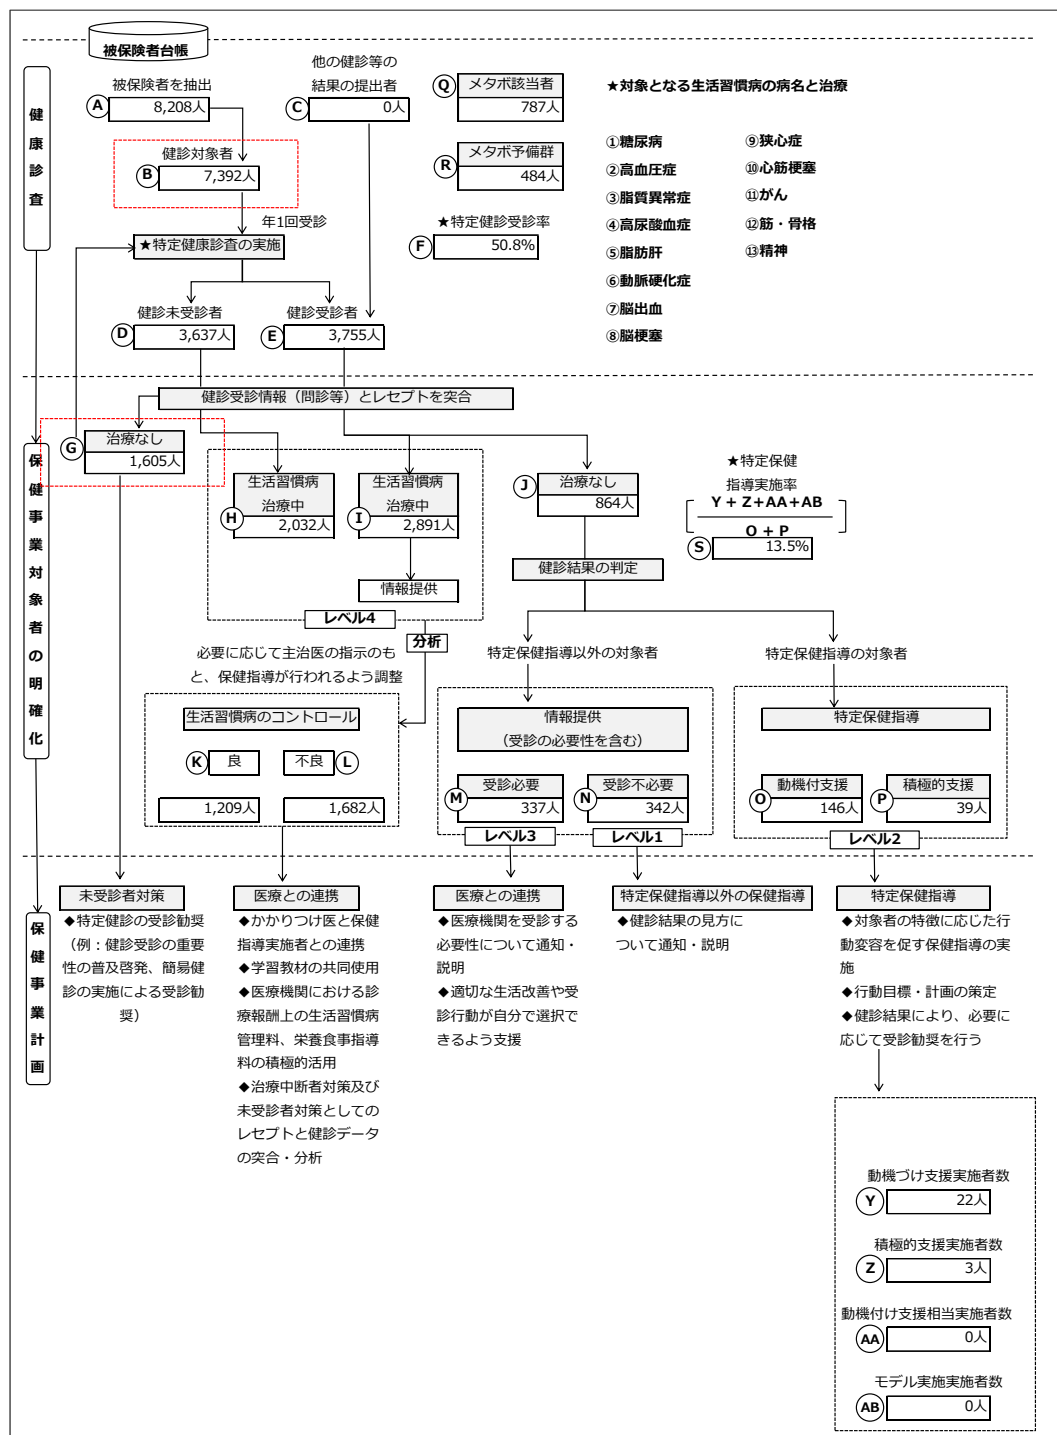 被保険者台帳
健康診査
被保険者を抽出
A
8,208人
他の健診等の
結果の提出者
C
0人
健診対象者
B
7,392人
年1回受診
★特定健康診査の実施
健診未受診者
D
3,637人
健診受診者
E
3,755人
Q
メタボ該当者
787人
R
メタボ予備群
484人
★特定健診受診率
F
50.8%
★対象となる生活習慣病の病名と治療
①糖尿病
②高血圧症
③脂質異常症
④高尿酸血症
⑤脂肪肝
⑥動脈硬化症
⑦脳出血
⑧脳梗塞
⑨狭心症
⑩心筋梗塞
⑪がん
⑫筋・骨格
⑬精神
保健事業対象者の明確化
健診受診情報（問診等）とレセプトを突合
G
治療なし
1,605人
生活習慣病
治療中
H
2,032人
生活習慣病
治療中
I
2,891人
情報提供
レベル4
J
治療なし
864人
健診結果の判定
★特定保健
指導実施率
Y + Z+AA+AB
O + P
S
13.5%
分析
必要に応じて主治医の指示のも
と、保健指導が行われるよう調整
生活習慣病のコントロール
K
良
不良
L
1,209人
1,682人
特定保健指導以外の対象者
情報提供
（受診の必要性を含む）
M
受診必要
337人
N
受診不必要
342人
レベル3
レベル1
特定保健指導の対象者
特定保健指導
O
動機付支援
146人
P
積極的支援
39人
レベル2
保健事業計画
未受診者対策
◆特定健診の受診勧奨
（例：健診受診の重要
性の普及啓発、簡易健
診の実施による受診勧
奨）
医療との連携
◆かかりつけ医と保健
指導実施者との連携
◆学習教材の共同使用
◆医療機関における診
療報酬上の生活習慣病
管理料、栄養食事指導
料の積極的活用
◆治療中断者対策及び
未受診者対策としての
レセプトと健診データ
の突合・分析
医療との連携
◆医療機関を受診する
必要性について通知・
説明
◆適切な生活改善や受
診行動が自分で選択で
きるよう支援
特定保健指導以外の保健指導
◆健診結果の見方に
ついて通知・説明
特定保健指導
◆対象者の特徴に応じた行
動変容を促す保健指導の実
施
◆行動目標・計画の策定
◆健診結果により、必要に
応じて受診勧奨を行う
動機づけ支援実施者数
Y
22人
積極的支援実施者数
Z
3人
動機付け支援相当実施者数
AA
0人
モデル実施実施者数
AB
0人